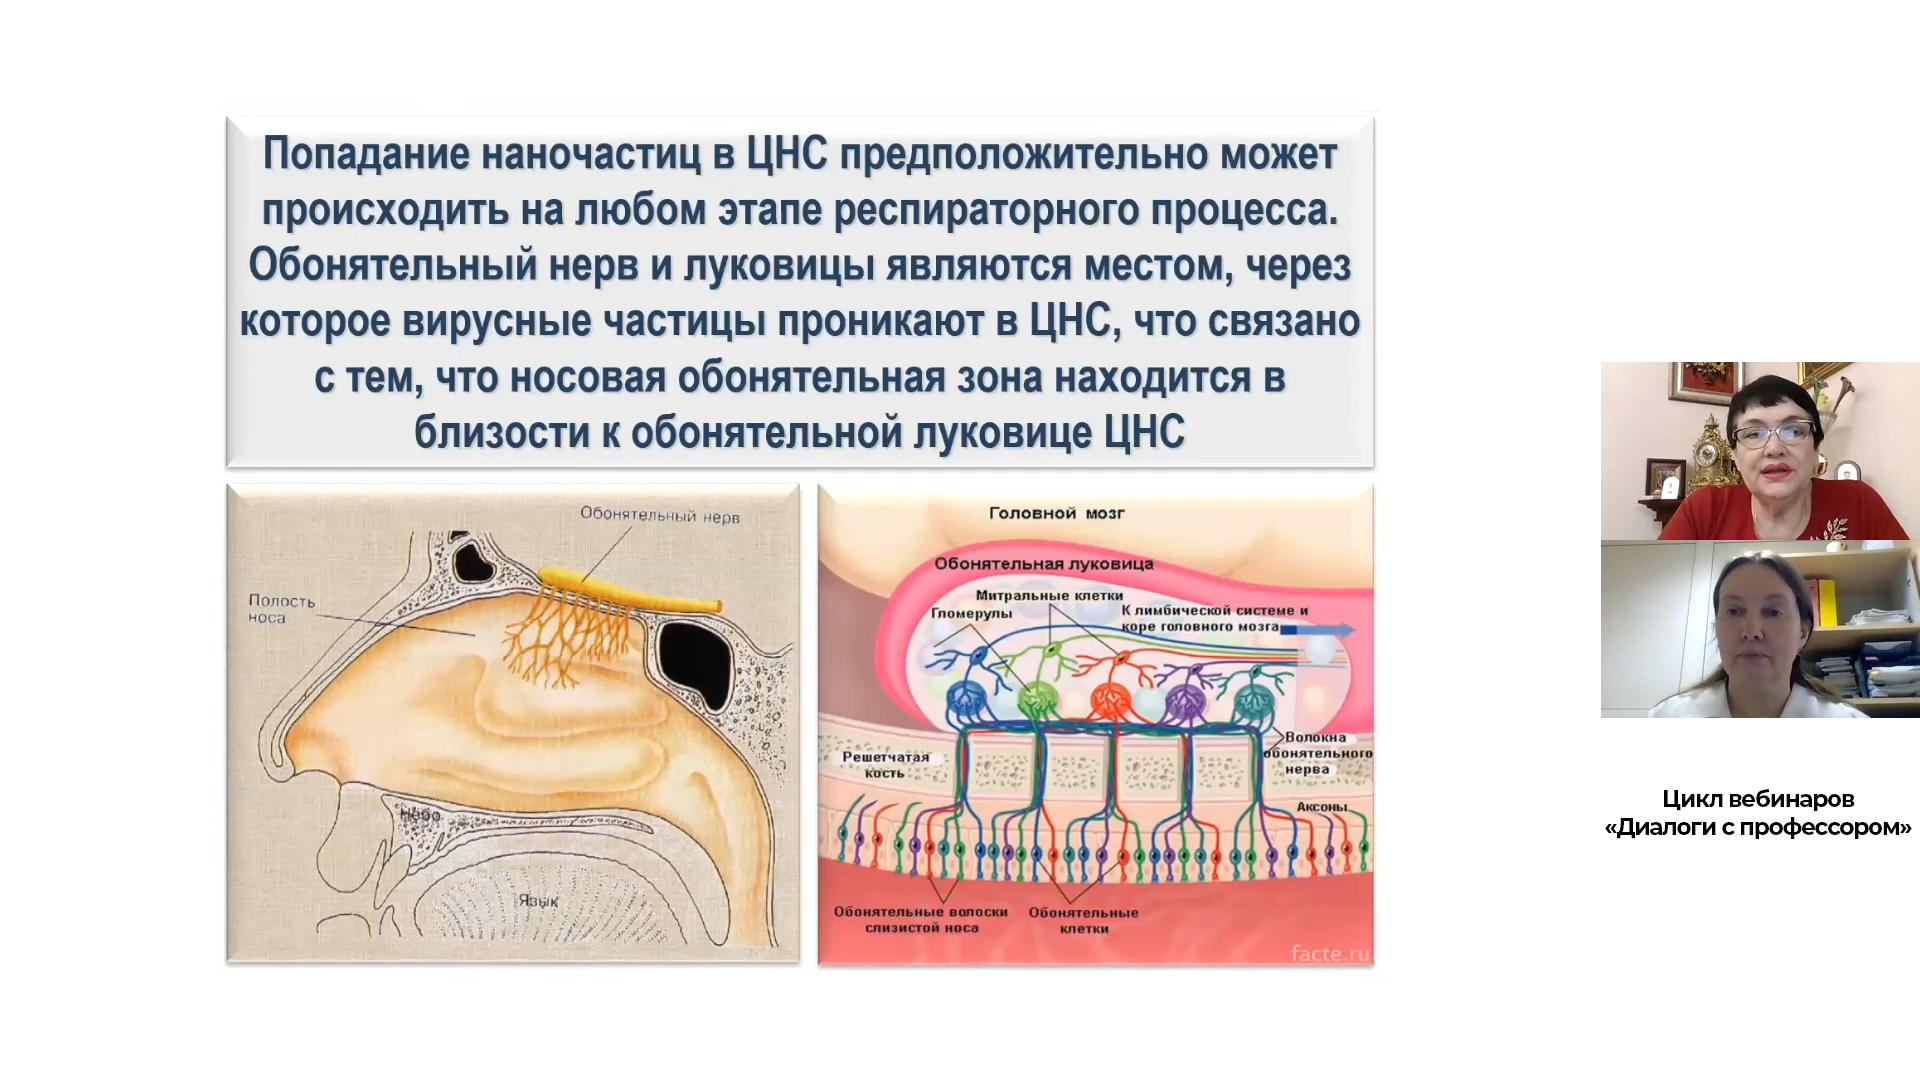 Попадание наночастиц в ЦНС предположительно может
происходить на любом этапе респираторного процесса.
Обонятельный нерв и луковицы являются местом, через
которое вирусные частицы проникают в ЦНС, что связано
с тем, что носовая обонятельная зона находится в
близости к обонятельной луковице ЦНС
Обонятельный нерв
Полость
носа
Небо
Язык
Головной мозг
Обонятельная луковица
Митральные клетки
Гломерулы
К лимбической системе и
коре головного мозга
Решетчатая
кость
Волокна
обонятельного
нерва
Аксоны
Обонятельные волоски
слизистой носа
Обонятельные
клетки
facte.ru
Цикл вебинаров
«Диалоги с профессором»